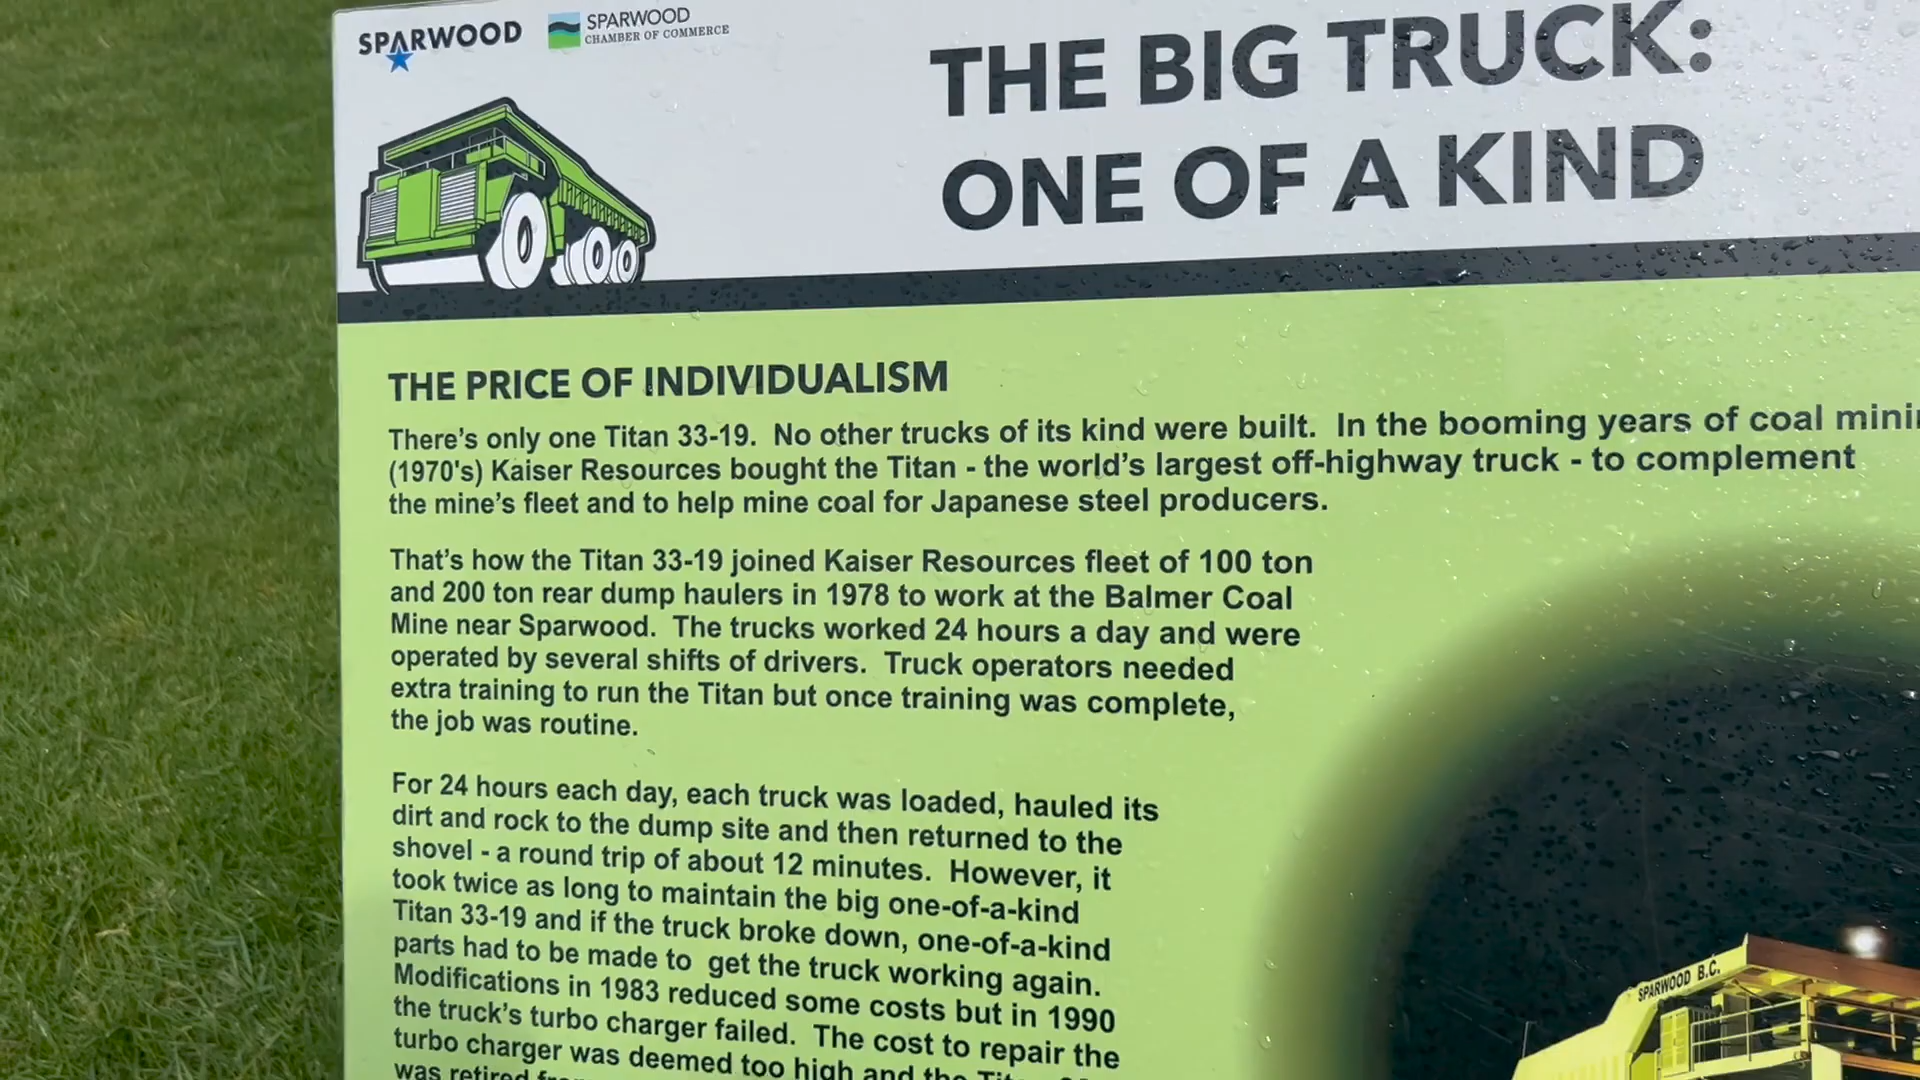 SPARWOOD
SPARWOOD
CHAMBER OF COMMERCE
THE BIG TRUCK:
ONE OF A KIND
THE PRICE OF INDIVIDUALISM
There's only one Titan 33-19. No other trucks of its kind were built. In the booming years of coal
(1970's) Kaiser Resources bought the Titan - the world's largest off-highway truck - to complement
the mine's fleet and to help mine coal for Japanese steel producers.
That's how the Titan 33-19 joined Kaiser Resources fleet of 100 ton
and 200 ton rear dump haulers in 1978 to work at the Balmer Coal
Mine near Sparwood. The trucks worked 24 hours a day and were
operated by several shifts of drivers. Truck operators needed
extra training to run the Titan but once training was complete,
the job was routine.
For 24 hours each day, each truck was loaded, hauled its
dirt and rock to the dump site and then returned to the
shovel - a round trip of about 12 minutes. However, it
took twice as long to maintain the big one-of-a-kind
Titan 33-19 and if the truck broke down, one-of-a-kind
parts had to be made to get the truck working again.
Modifications in 1983 reduced some costs but in 1990
the truck's turbo charger failed. The cost to repair the
turbo charger was deemed too high and the
was retired
SPARWOOD B.C.